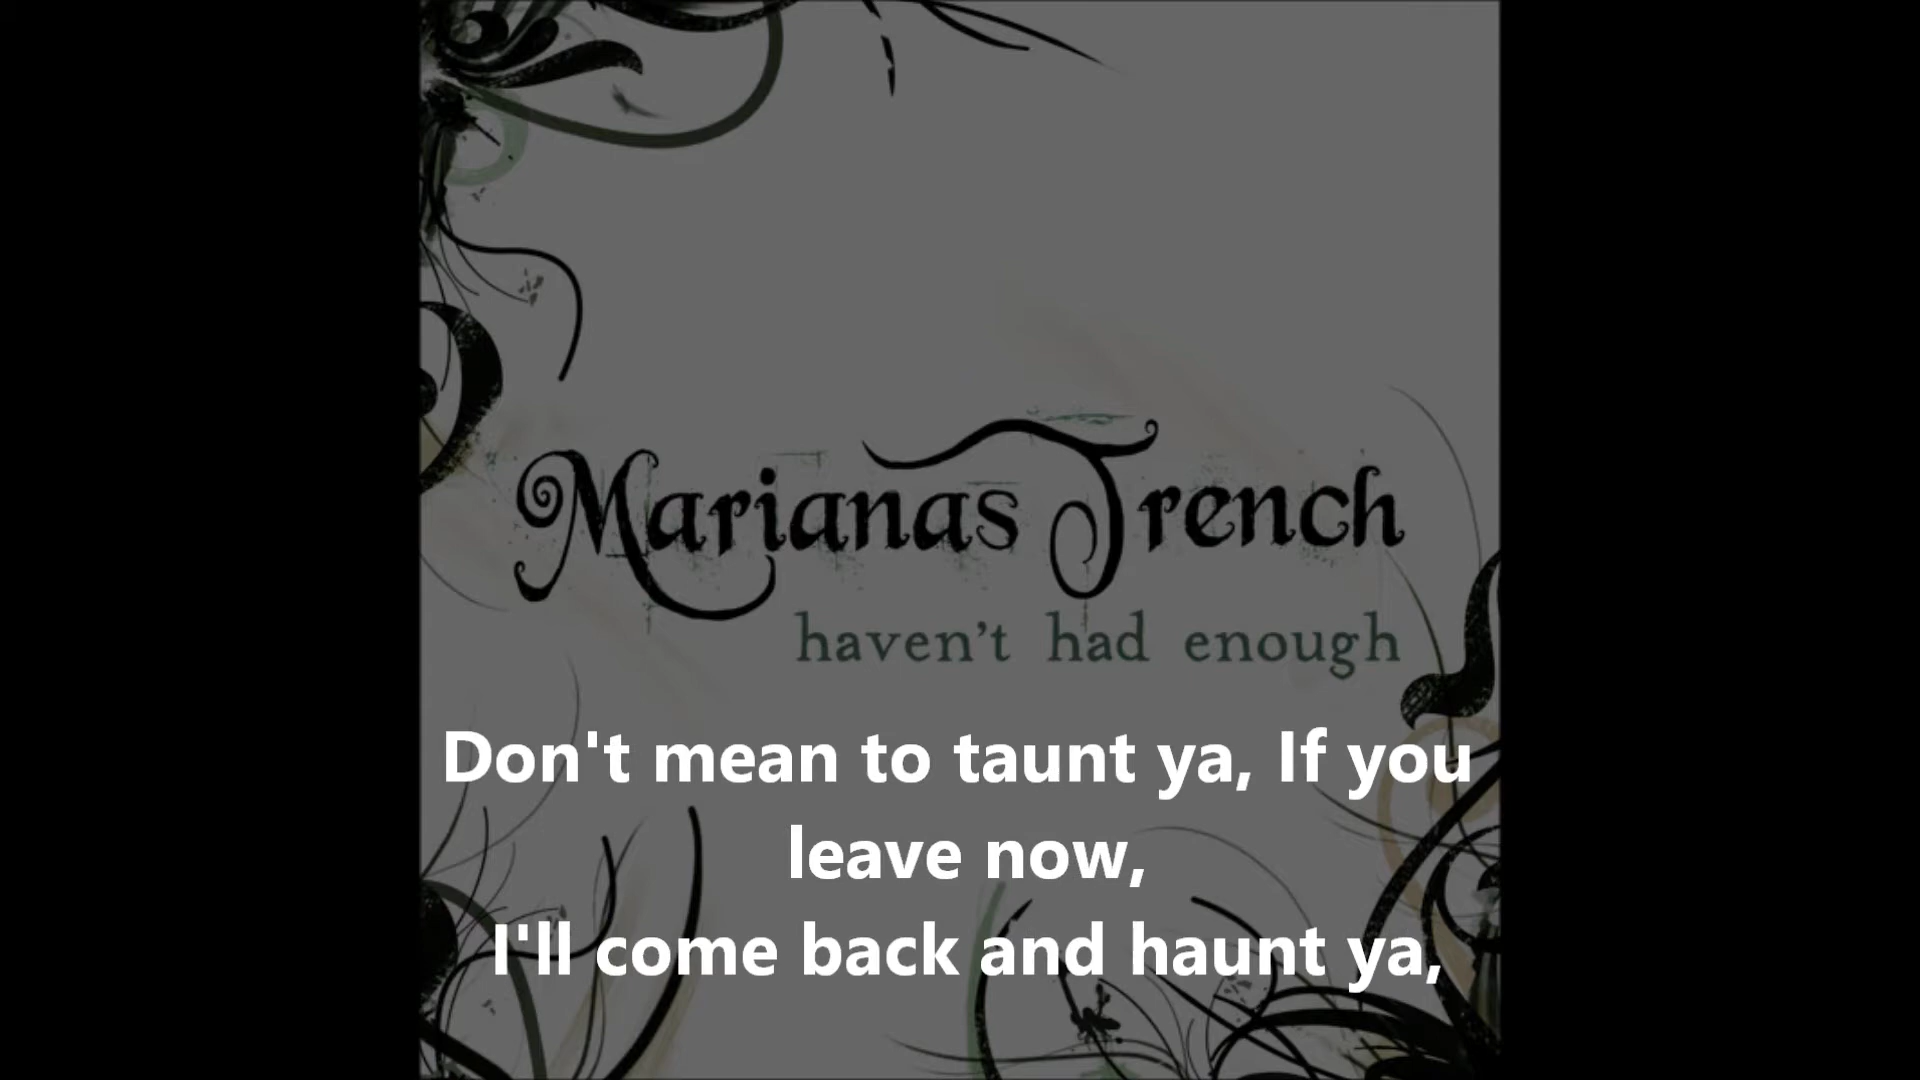 Marianas Trench
haven't had enough
Don't mean to taunt ya, If you
leave now,
I'll come back and haunt ya,